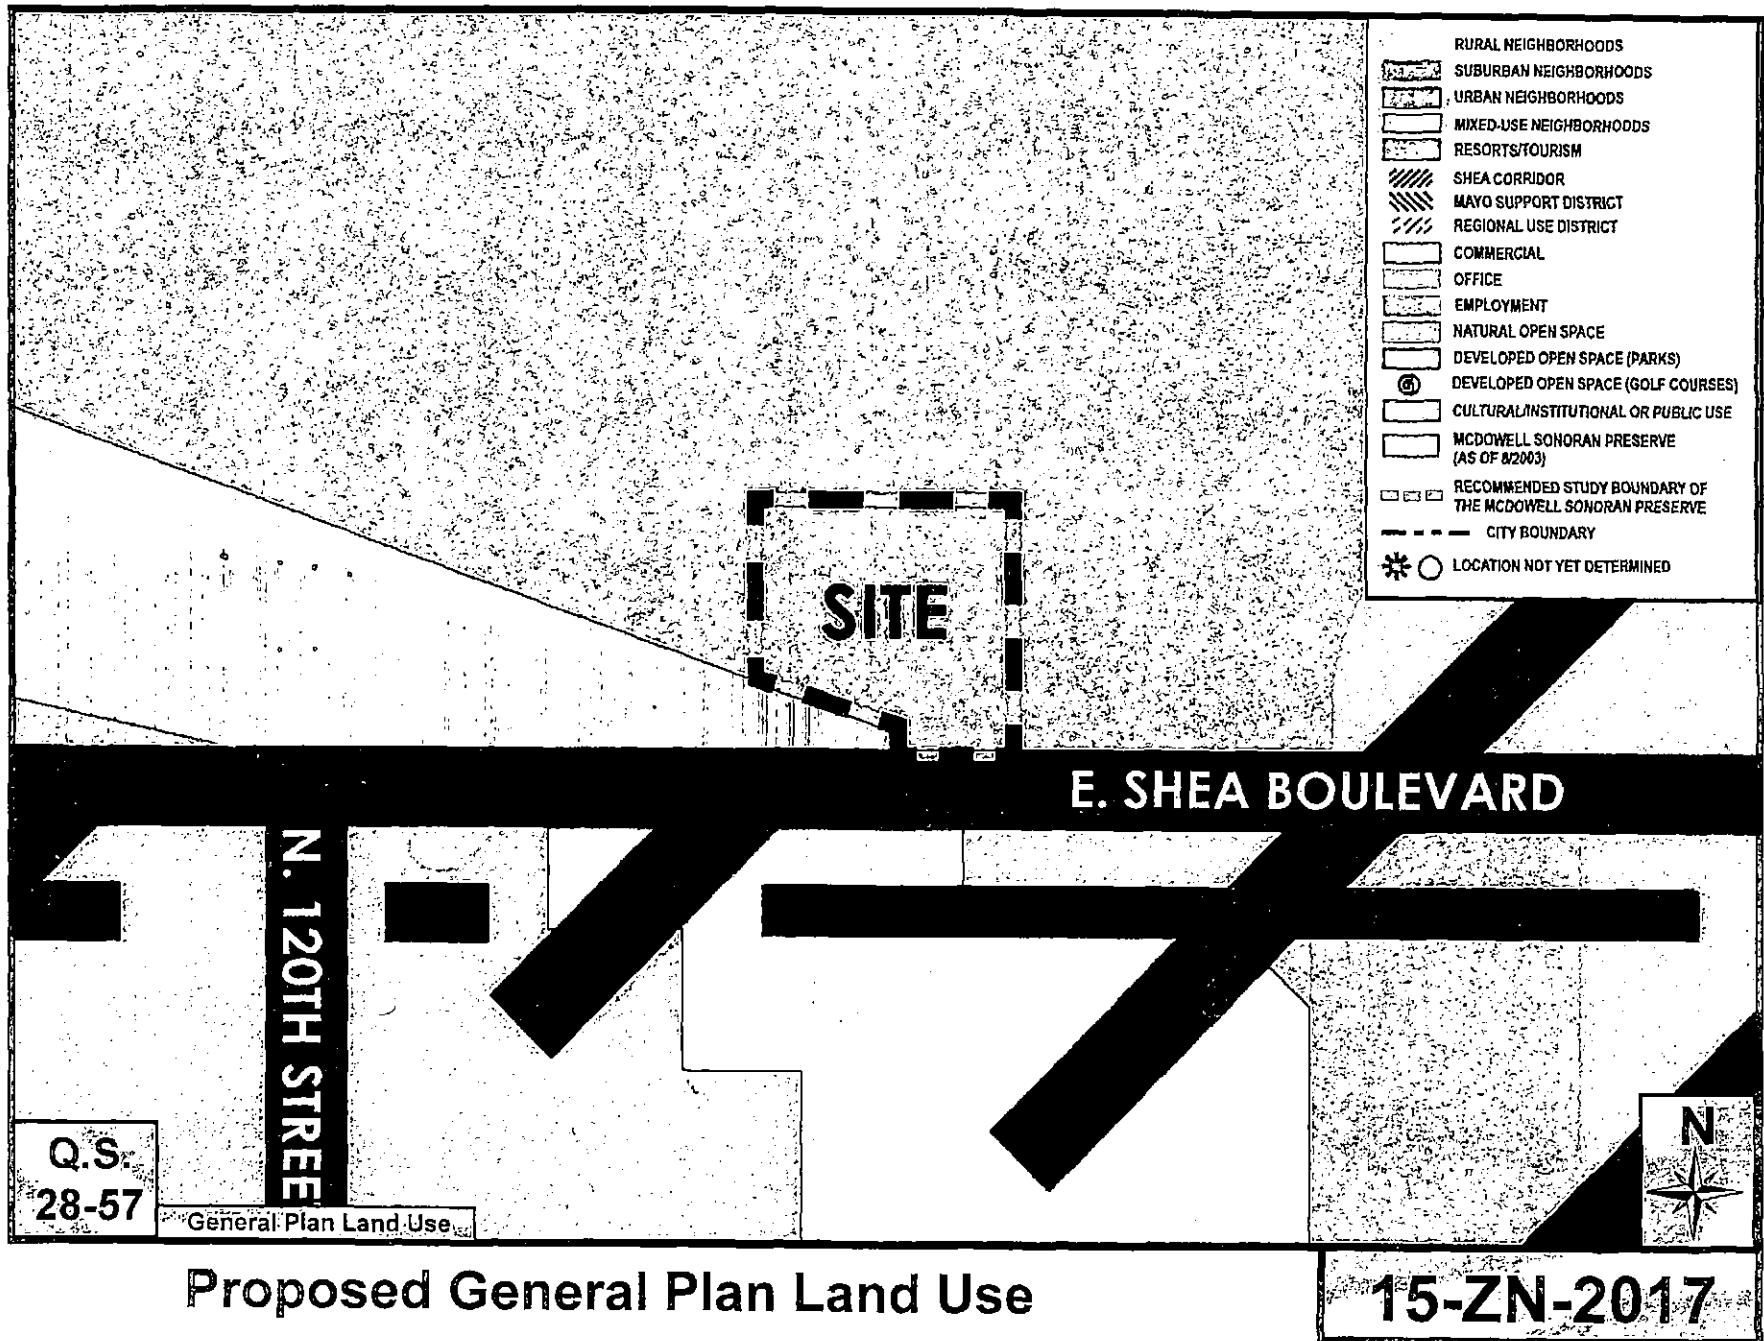 RURAL NEIGHBORHOODS
SUBURBAN NEIGHBORHOODS
URBAN NEIGHBORHOODS
MIXED-USE NEIGHBORHOODS
RESORTS/TOURISM
SHEA CORRIDOR
MAYO SUPPORT DISTRICT
REGIONAL USE DISTRICT
COMMERCIAL
OFFICE
EMPLOYMENT
NATURAL OPEN SPACE
DEVELOPED OPEN SPACE (PARKS)
DEVELOPED OPEN SPACE (GOLF COURSES)
CULTURAL/INSTITUTIONAL OR PUBLIC USE
MCDOWELL SONORAN PRESERVE
(AS OF 8/2003)
RECOMMENDED STUDY BOUNDARY OF
THE MCDOWELL SONORAN PRESERVE
CITY BOUNDARY
LOCATION NOT YET DETERMINED
SITE
E. SHEA BOULEVARD
N. 120TH STREE
Q.S.
28-57
General Plan Land Use
N
Proposed General Plan Land Use
15-ZN-2017